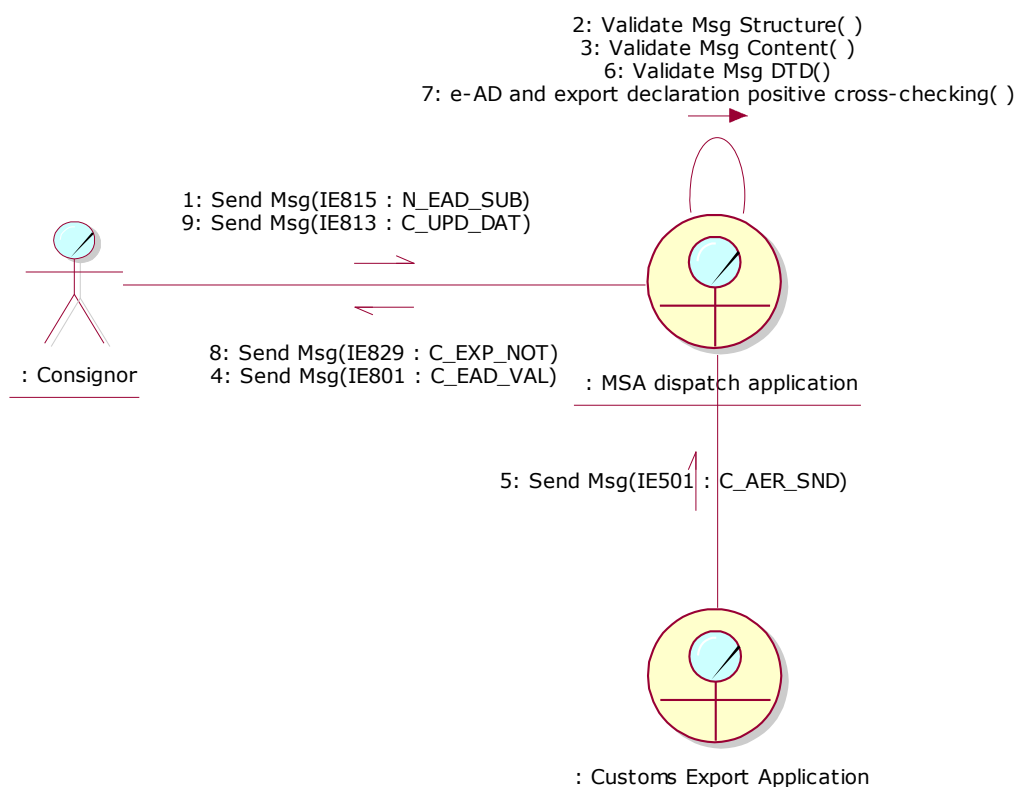 2: Validate Msg Structure( )
3: Validate Msg Content( )
6: Validate Msg DTD()
7: e-AD and export declaration positive cross-checking( )
1: Send Msg(IE815 : N_EAD_SUB)
9: Send Msg(IE813 : C_UPD_DAT)
8: Send Msg(IE829 : C_EXP_NOT)
4: Send Msg(IE801 : C_EAD_VAL)
: Consignor
: MSA dispatch application
5: Send Msg(IE501 : C_AER_SND)
: Customs Export Application